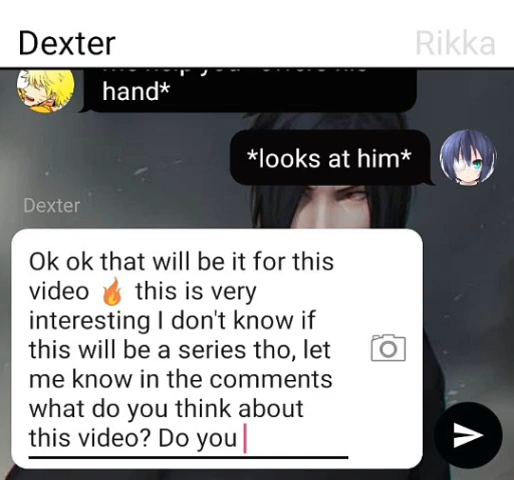 Dexter
Rikka
hand*
*looks at him*
Dexter
Ok ok that will be it for this
video 🔥 this is very
interesting I don't know if
this will be a series tho, let
me know in the comments
what do you think about
this video? Do you